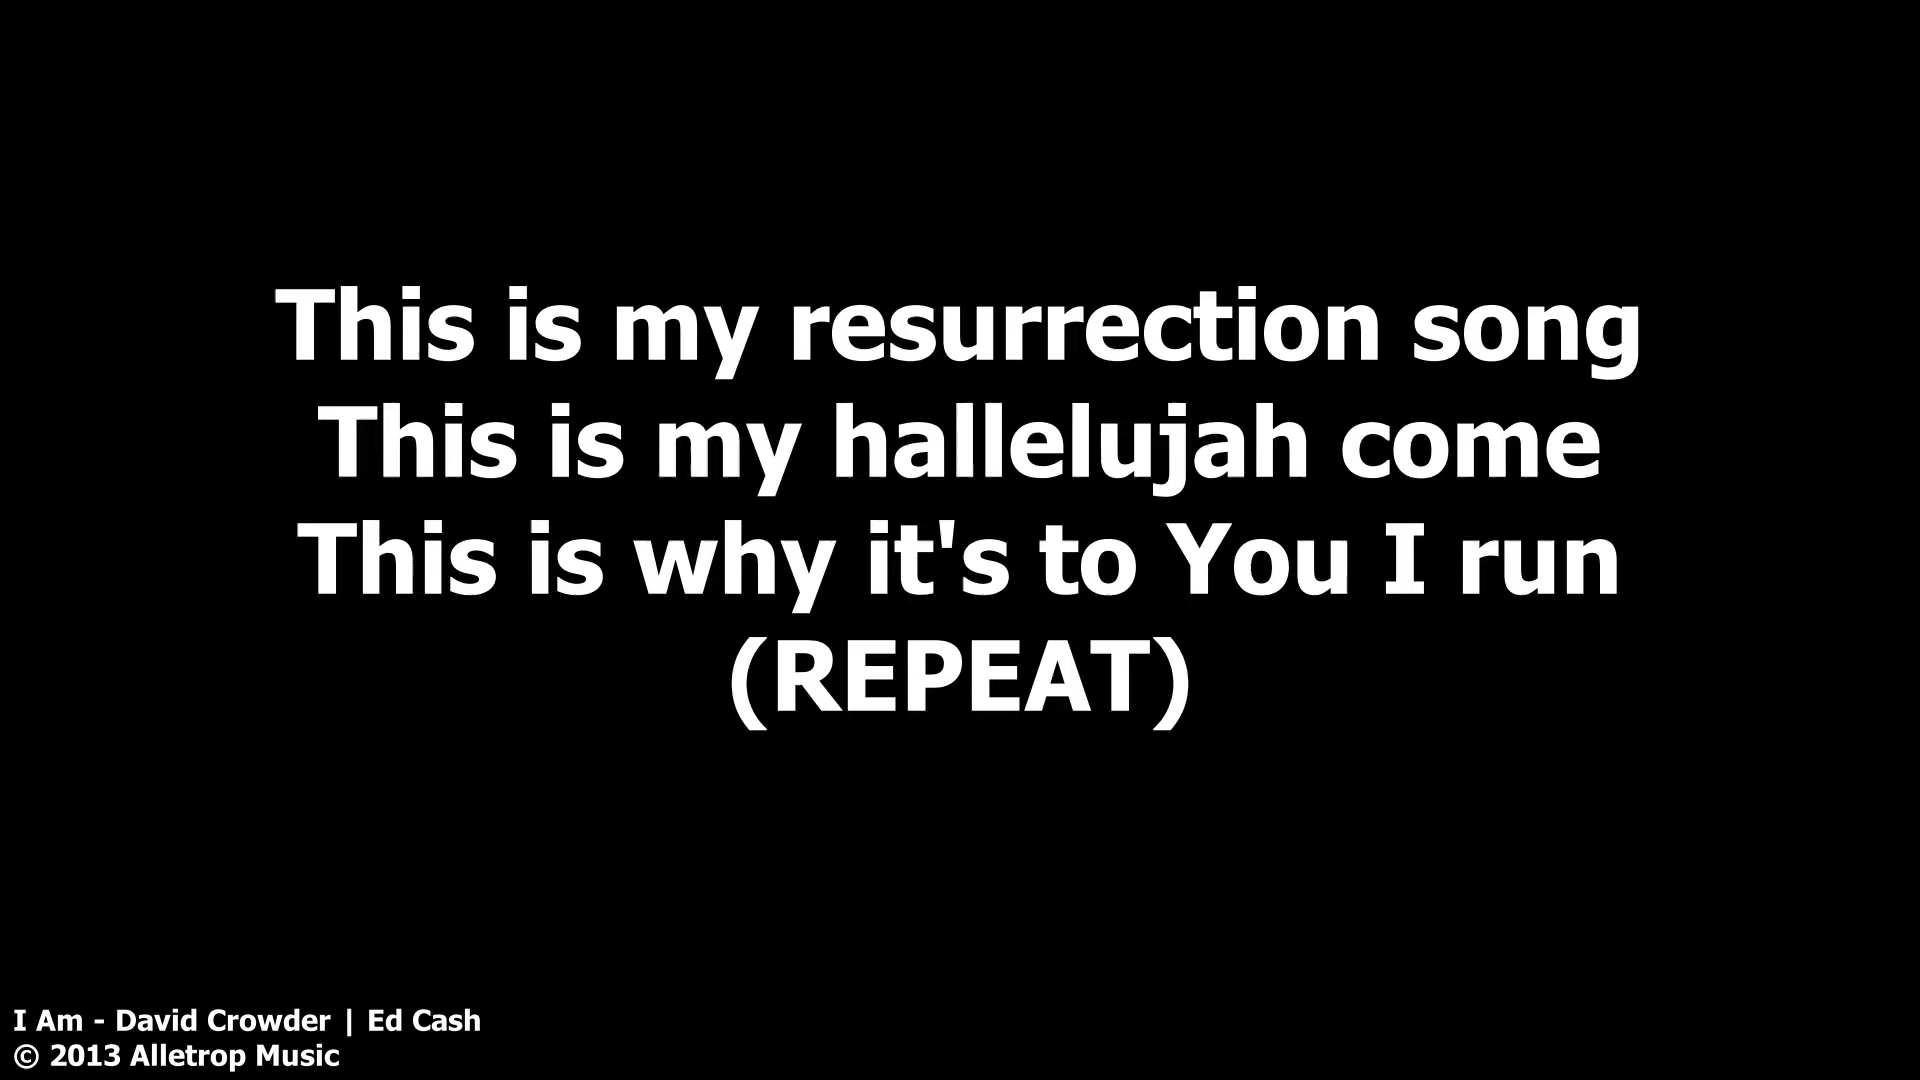 This is my resurrection song
This is my hallelujah come
This is why it's to You I run
(REPEAT)
I Am - David Crowder | Ed Cash
© 2013 Alletrop Music